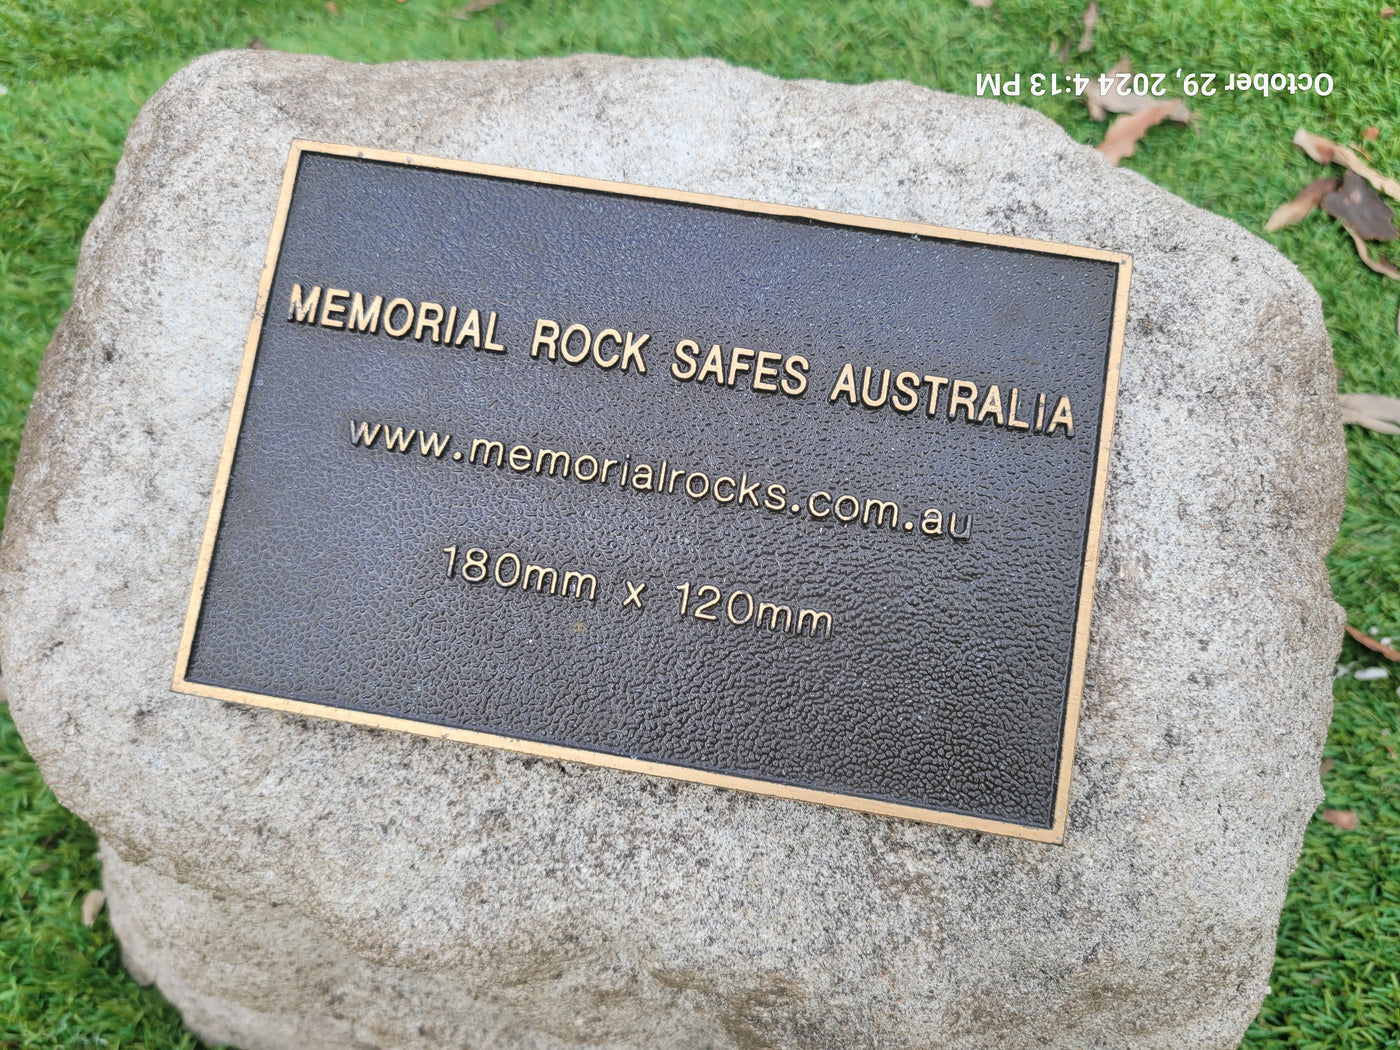 October 29, 2024 4:13 PM
MEMORIAL ROCK SAFES AUSTRALIA
www.memorialrocks.com.au
180mm x 120mm